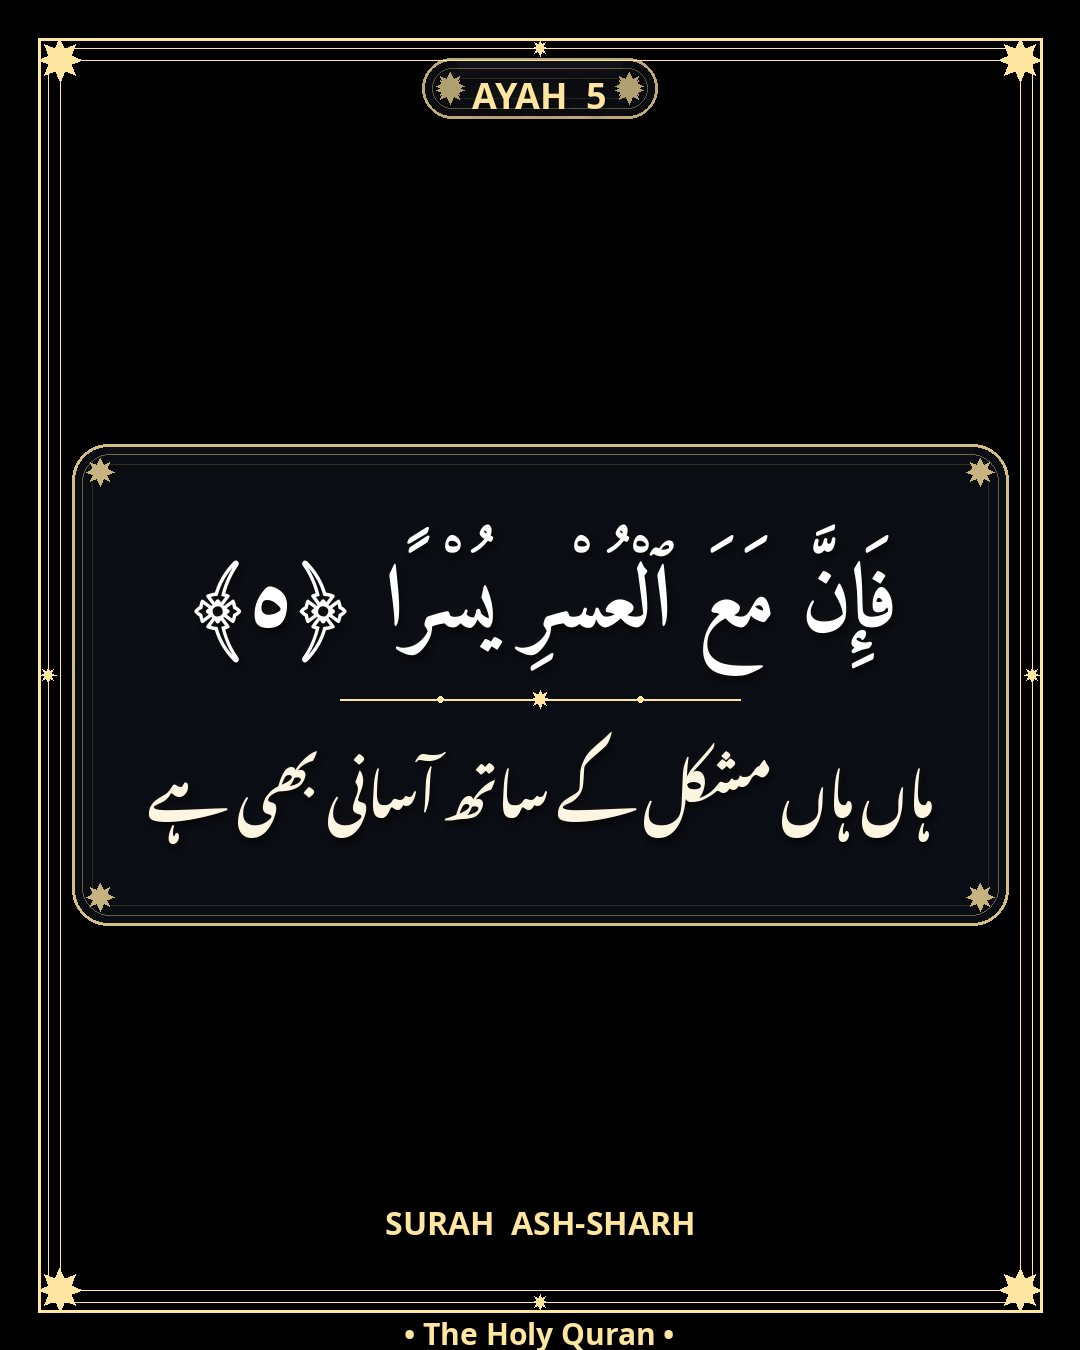 AYAH 5
فَإِنَّ مَعَ ٱلْعُسْرِ يُسْرًا ﴿٥﴾
ہاں ہاں مشکل کے ساتھ آسانی بھی ہے
SURAH ASH-SHARH
• The Holy Quran •